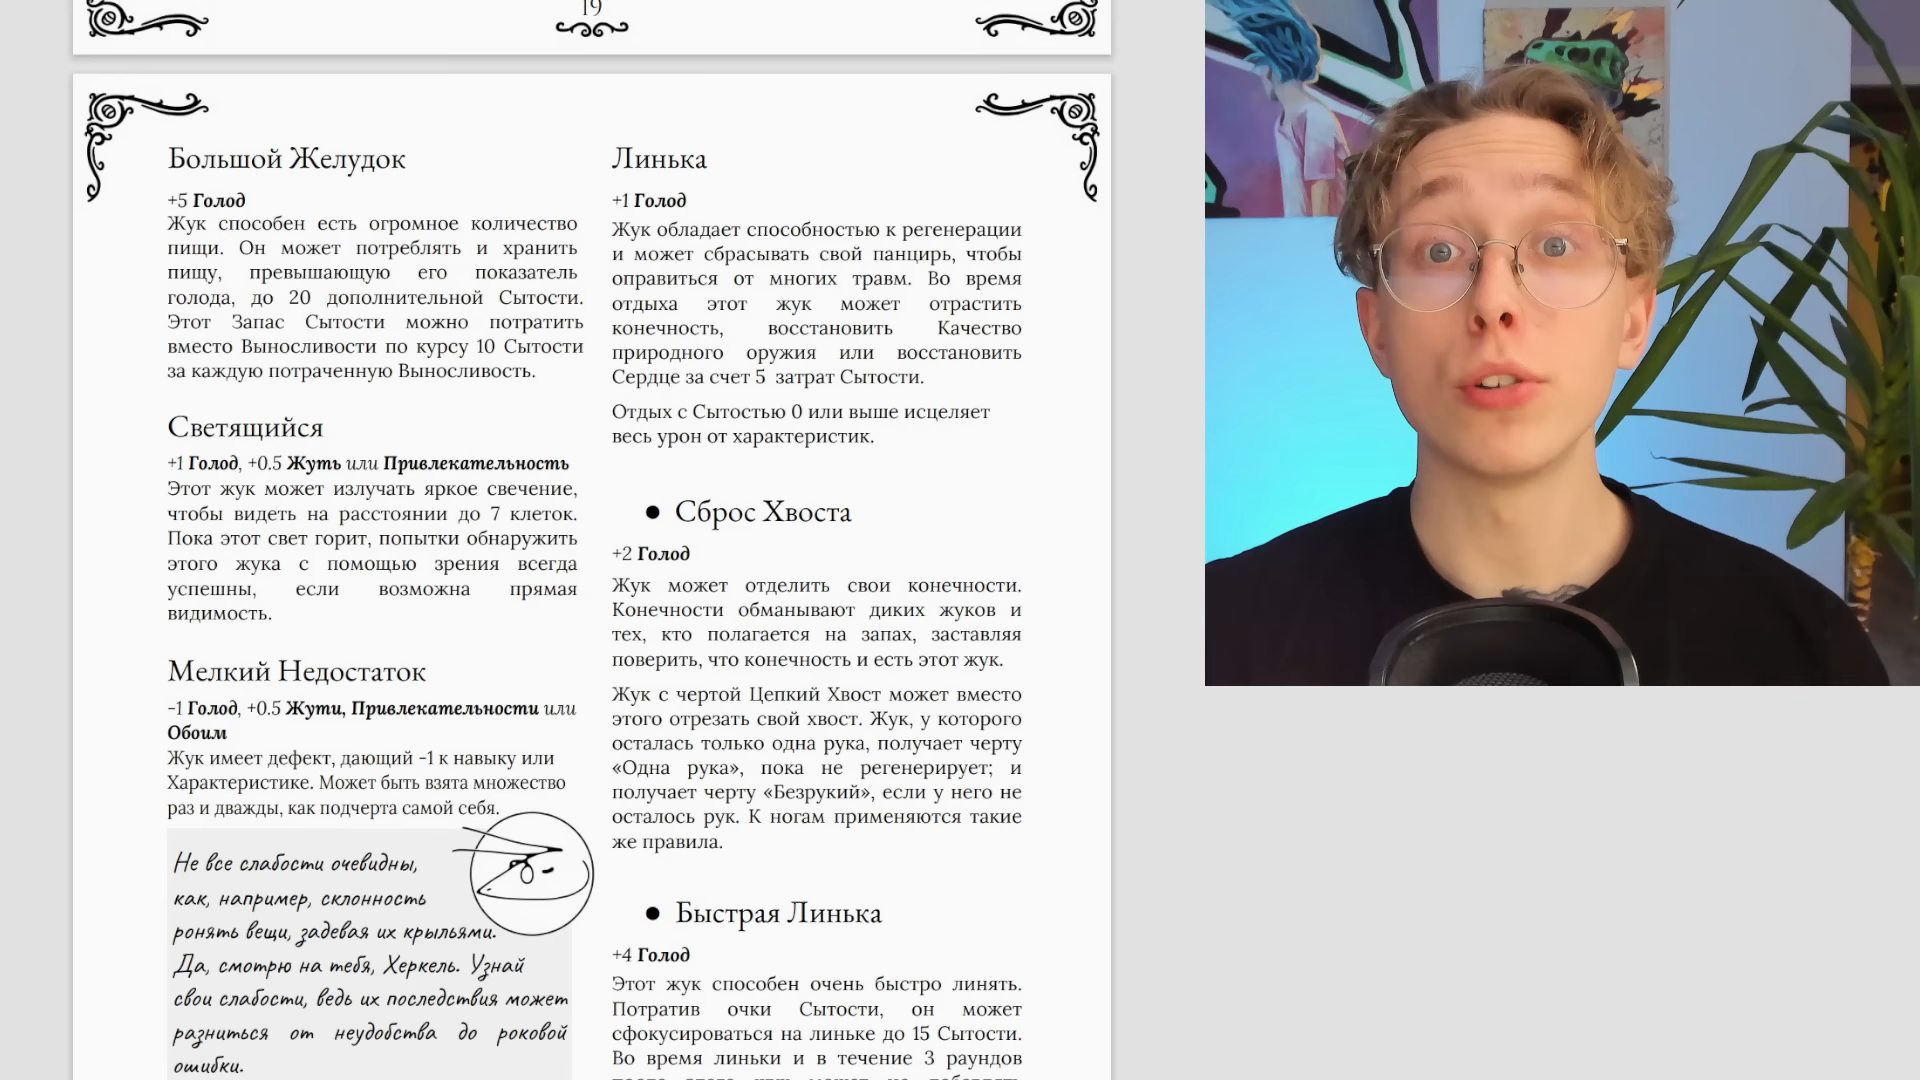 19
Большой Желудок
+5 Голод
Жук способен есть огромное количество
пищи. Он может потреблять и хранить
пищу, превышающую его показатель
голода, до 20 дополнительной Сытости.
Этот Запас Сытости можно потратить
вместо Выносливости по курсу 10 Сытости
за каждую потраченную Выносливость.
Светящийся
+1 Голод, +0.5 Жуть или Привлекательность
Этот жук может излучать яркое свечение,
чтобы видеть на расстоянии до 7 клеток.
Пока этот свет горит, попытки обнаружить
этого жука с помощью зрения всегда
успешны, если возможна прямая
видимость.
Мелкий Недостаток
-1 Голод, +0.5 Жути, Привлекательности или
Обоим
Жук имеет дефект, дающий -1 к навыку или
Характеристике. Может быть взята множество
раз и дважды, как подчерта самой себя.
Не все слабости очевидны,
как, например, склонность
ронять вещи, задевая их крыльями.
Да, смотрю на тебя, Херкель. Узнай
свои слабости, ведь их последствия может
разниться от неудобства до роковой
ошибки.
Линька
+1 Голод
Жук обладает способностью к регенерации
и может сбрасывать свой панцирь, чтобы
оправиться от многих травм. Во время
отдыха этот жук может отрастить
конечность, восстановить Качество
природного оружия или восстановить
Сердце за счет 5 затрат Сытости.
Отдых с Сытостью 0 или выше исцеляет
весь урон от характеристик.
● Сброс Хвоста
+2 Голод
Жук может отделить свои конечности.
Конечности обманывают диких жуков и
тех, кто полагается на запах, заставляя
поверить, что конечность и есть этот жук.
Жук с чертой Цепкий Хвост может вместо
этого отрезать свой хвост. Жук, у которого
осталась только одна рука, получает черту
«Одна рука», пока не регенерирует; и
получает черту «Безрукий», если у него не
осталось рук. К ногам применяются такие
же правила.
● Быстрая Линька
+4 Голод
Этот жук способен очень быстро линять.
Потратив очки Сытости, он может
сфокусироваться на линьке до 15 Сытости.
Во время линьки и в течение 3 раундов